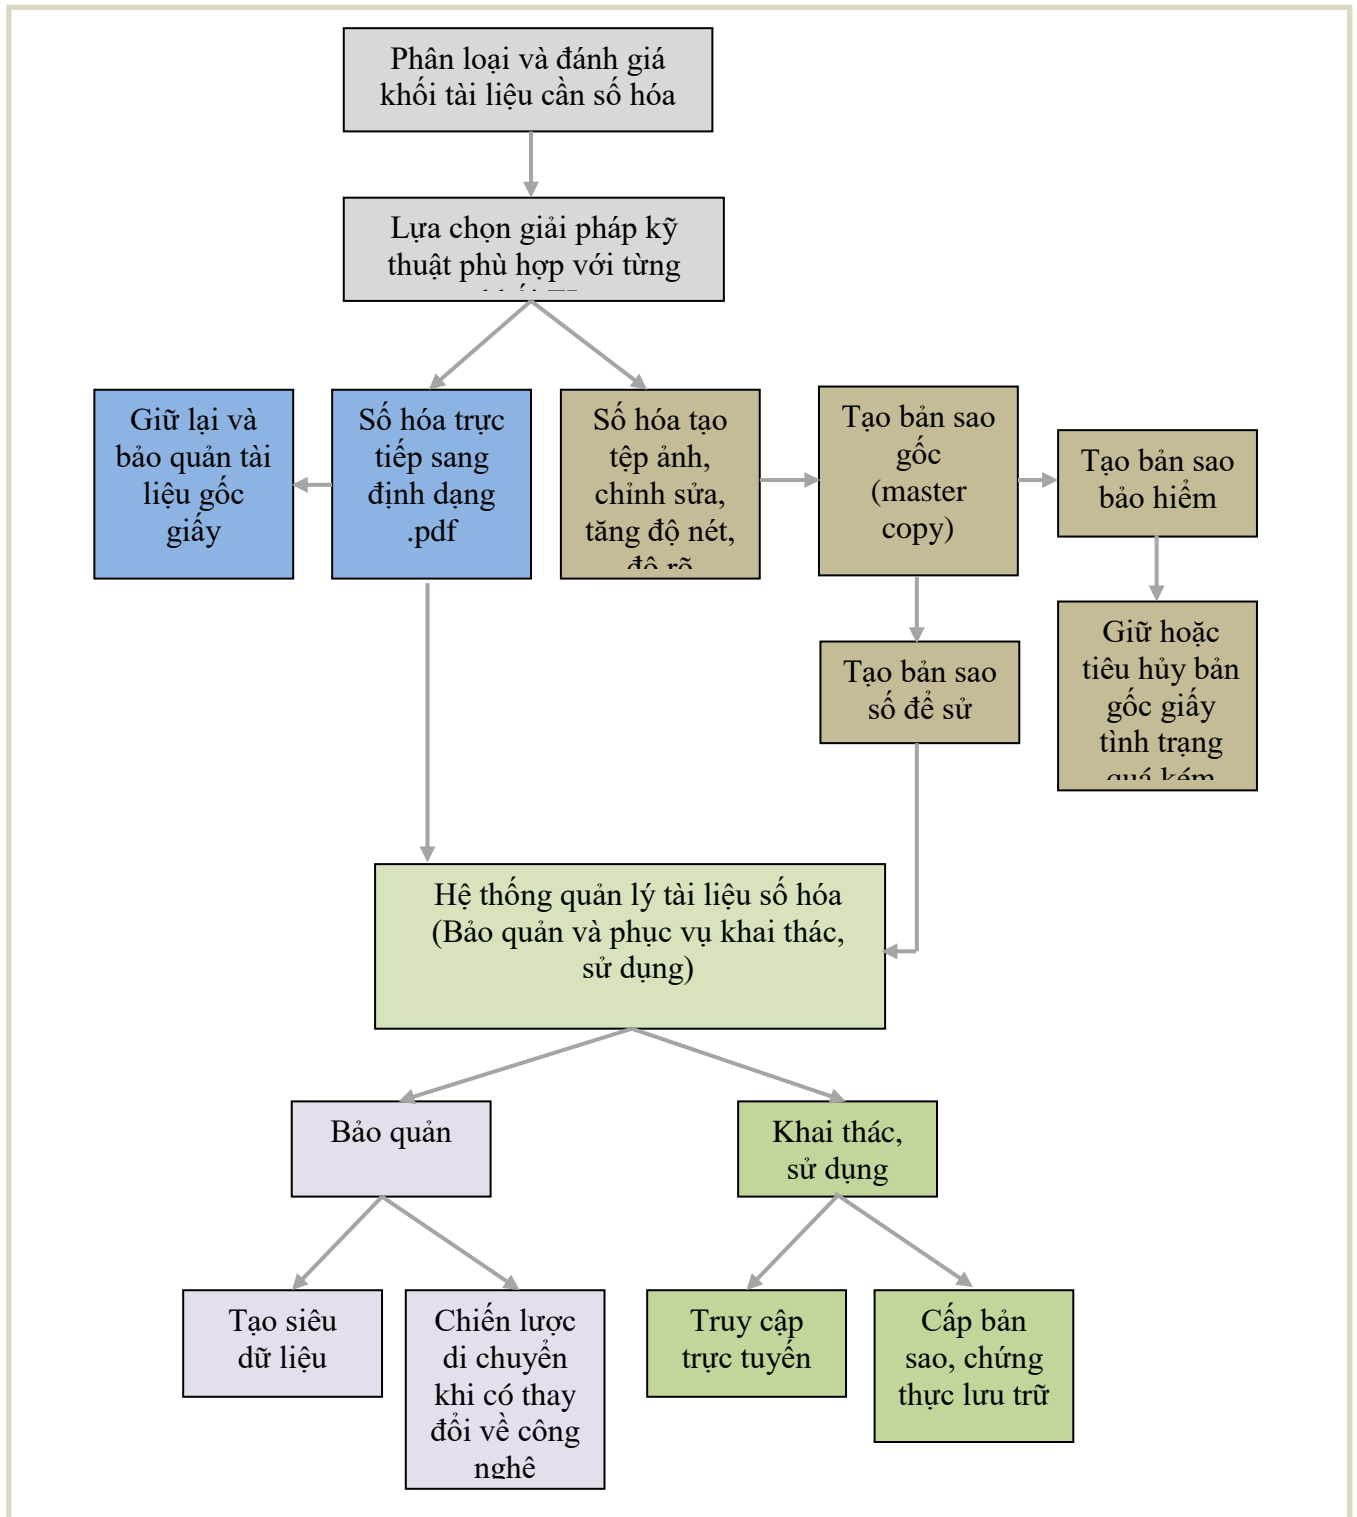 Phân loại và đánh giá
khối tài liệu cần số hóa
Lựa chọn giải pháp kỹ
thuật phù hợp với từng
Giữ lại và
bảo quản tài
liệu gốc
giấy
Số hóa trực
tiếp sang
định dạng
.pdf
Số hóa tạo
tệp ảnh,
chỉnh sửa,
tăng độ nét,
độ rõ
Tạo bản sao
gốc
(master
copy)
Tạo bản sao
bảo hiểm
Tạo bản sao
số để sử
Giữ hoặc
tiêu hủy bản
gốc giấy
tình trạng
quá kém
Hệ thống quản lý tài liệu số hóa
(Bảo quản và phục vụ khai thác,
sử dụng)
Bảo quản
Khai thác,
sử dụng
Tạo siêu
dữ liệu
Chiến lược
di chuyển
khi có thay
đổi về công
nghệ
Truy cập
trực tuyến
Cấp bản
sao, chứng
thực lưu trữ